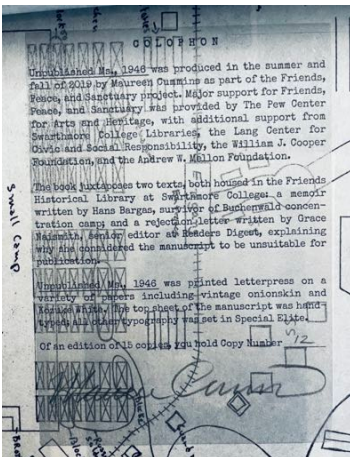 COLOPHON
Unpublished Ms., 1946 was produced in the summer and
fall of 2019 by Maureen Cummins as part of the Friends,
Peace, and Sanctuary project. Major support for Friends,
Peace, and Sanctuary was provided by The Pew Center
for Arts and Heritage, with additional support from
Swarthmore College Libraries, the Lang Center for
Civic and Social Responsibility, the William J. Cooper
Foundation, and the Andrew W. Mellon Foundation.
The book juxtaposes two texts, both housed in the Friends
Historical Library at Swarthmore College: a memoir
written by Hans Bargas, survivor of Buchenwald concen-
tration camp; and a rejection letter written by Grace
Naismith, senior editor at Readers Digest, explaining
why she considered the manuscript to be unsuitable for
publication.
Unpublished Ms., 1946 was printed letterpress on a
variety of papers including vintage onionskin and
Kozuke White. The top sheet of the manuscript was hand-
typed; all other typography was set in Special Elite.
Of an edition of 15 copies, you hold Copy Number
12
Small Camp